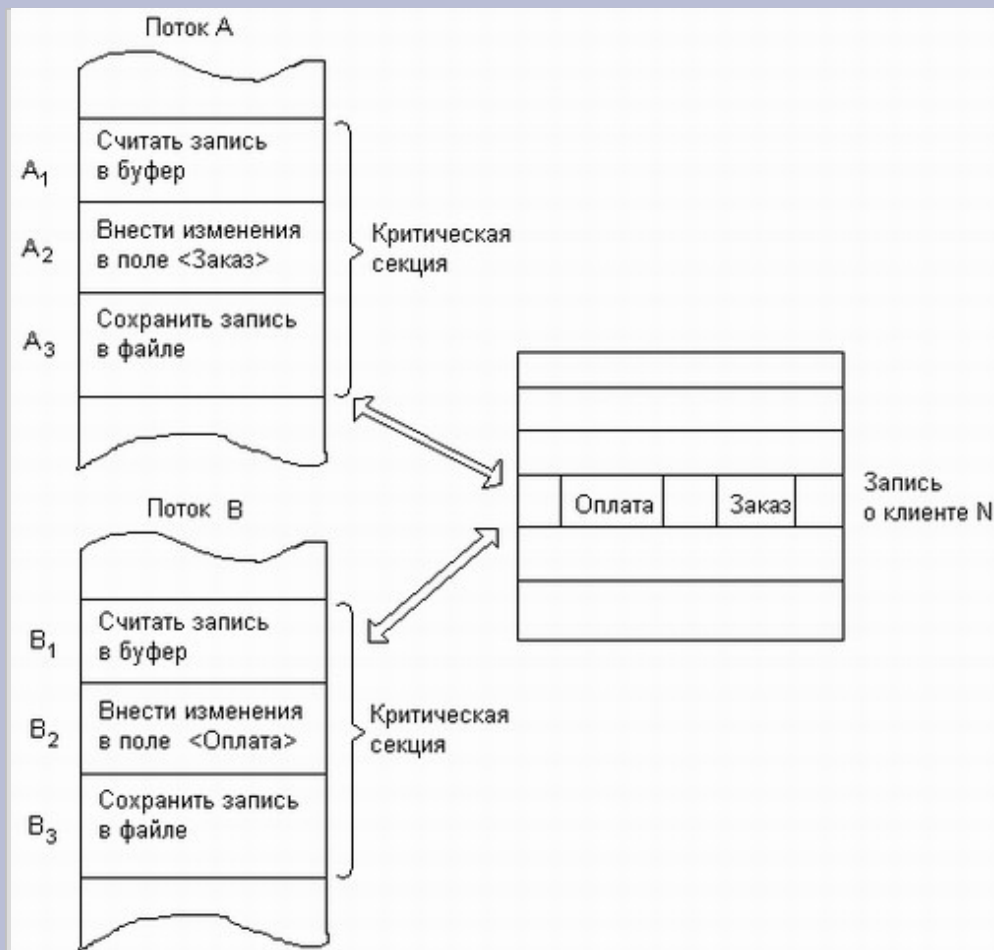 Поток А
A1
Считать запись
в буфер
A2
Внести изменения
в поле <Заказ>
A3
Сохранить запись
в файле
Критическая
секция
Оплата
Заказ
Запись
о клиенте N
Поток В
B1
Считать запись
в буфер
B2
Внести изменения
в поле <Оплата>
B3
Сохранить запись
в файле
Критическая
секция